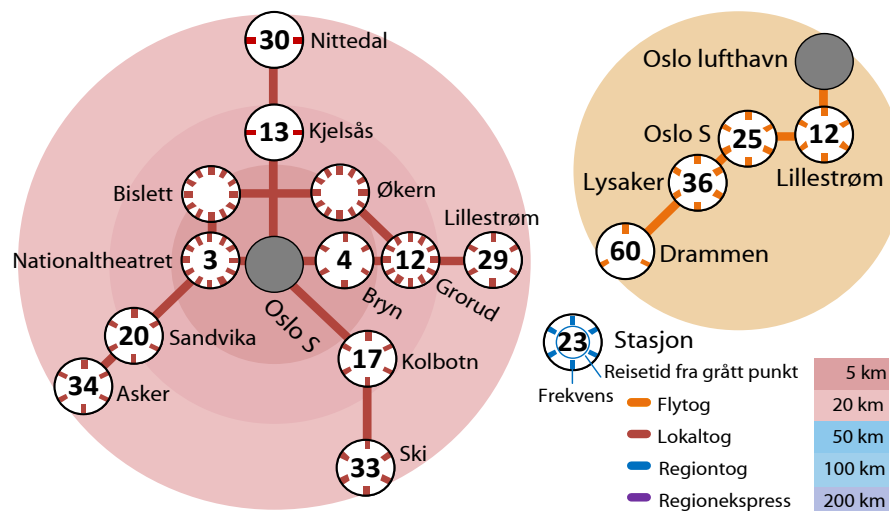 30
Nittedal
13
Kjelsås
Bislett
Økern
Lillestrøm
Nationaltheatret
3
4
12
29
Bryn
Grorud
Oslo S
20
Sandvika
17
Kolbotn
34
Asker
33
Ski
Oslo lufthavn
Oslo S
25
12
Lysaker
36
Lillestrøm
60
Drammen
23
Stasjon
Reisetid fra grått punkt
Frekvens
Flytog
Lokaltog
Regiontog
Regionekspress
5 km
20 km
50 km
100 km
200 km